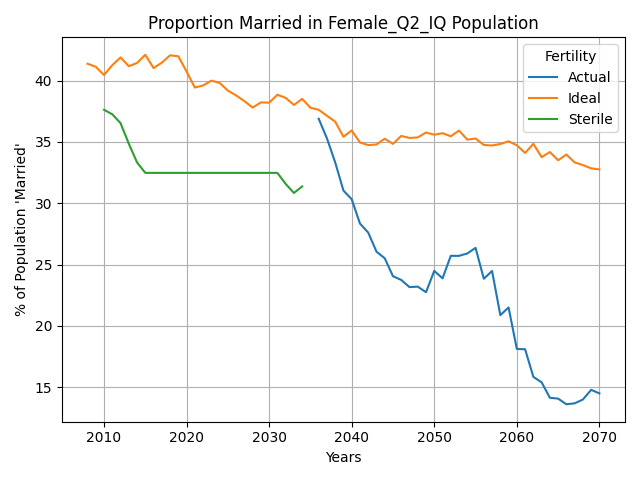 Proportion Married in Female_Q2_IQ Population
Fertility
Actual
Ideal
Sterile
% of Population 'Married'
40
35
30
25
20
15
2010
2020
2030
2040
2050
2060
2070
Years